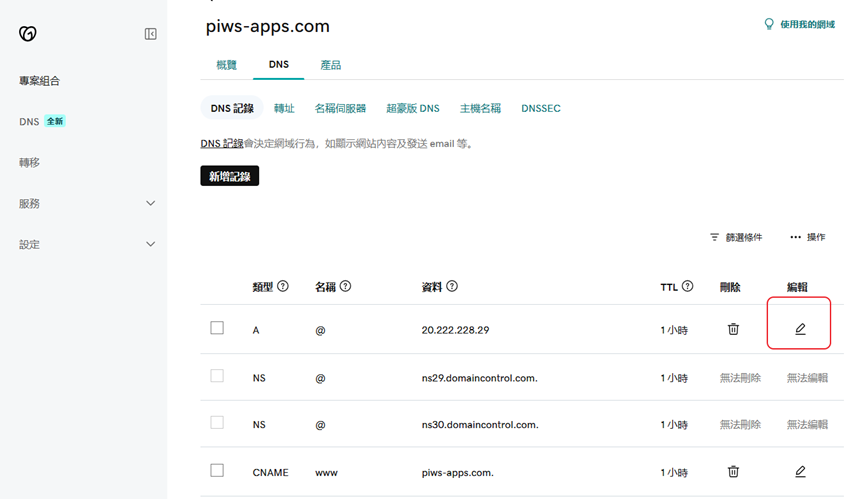 piws-apps.com
使用我的網域
專案組合
DNS 全新
轉移
服務
設定
概覽 DNS 產品
DNS 記錄 轉址 名稱伺服器 超豪版 DNS 主機名稱 DNSSEC
DNS 記錄會決定網域行為，如顯示網站內容及發送 email 等。
新增記錄
篩選條件 操作
類型 名稱 資料 TTL 刪除 編輯
A @ 20.222.228.29 1 小時
NS @ ns29.domaincontrol.com. 1 小時 無法刪除 無法編輯
NS @ ns30.domaincontrol.com. 1 小時 無法刪除 無法編輯
CNAME www piws-apps.com. 1 小時